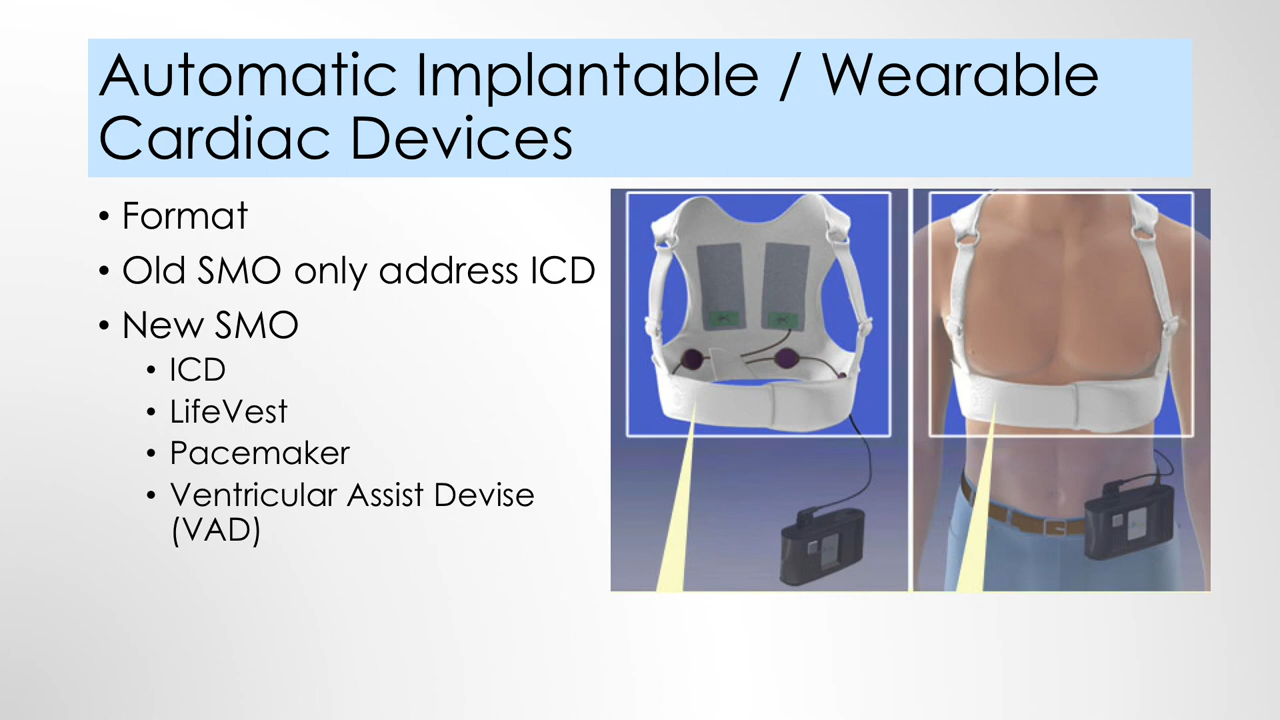 Automatic Implantable / Wearable
Cardiac Devices
• Format
• Old SMO only address ICD
• New SMO
• ICD
• LifeVest
• Pacemaker
• Ventricular Assist Devise
(VAD)